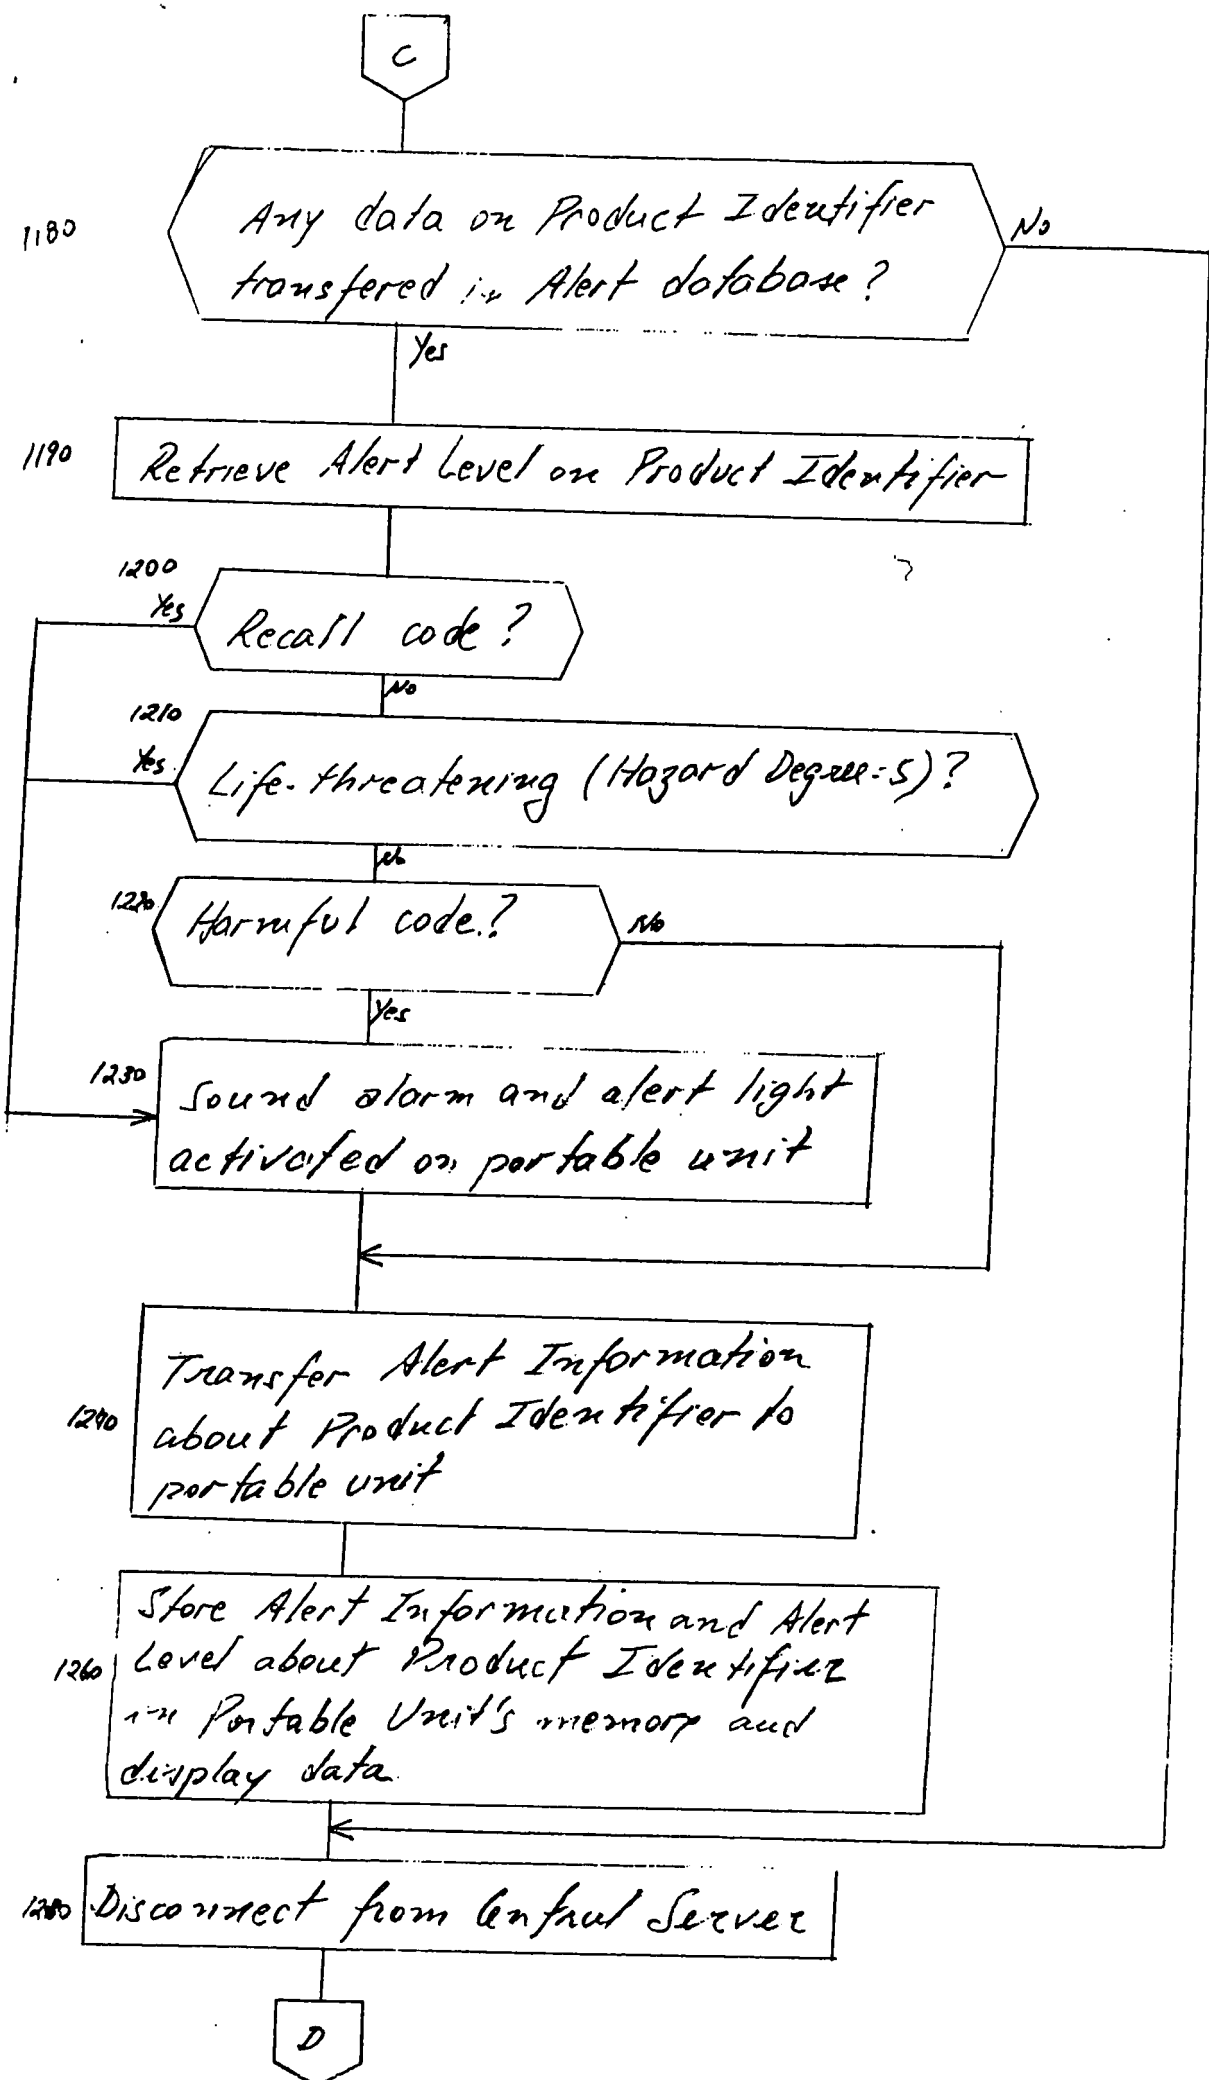 C
1180
Any data on Product Identifier
transfered in Alert database?
No
Yes
1190
Retrieve Alert Level on Product Identifier
1200
Yes
Recall code?
No
1210
Yes
Life-threatening (Hazard Degree=5)?
No
1220
Harmful code?
No
Yes
1230
Sound alarm and alert light
activated on portable unit
1240
Transfer Alert Information
about Product Identifier to
portable unit
Store Alert Information and Alert
1260
Level about Product Identifier
in Portable Unit's memory and
display data
1280
Disconnect from Central Server
D